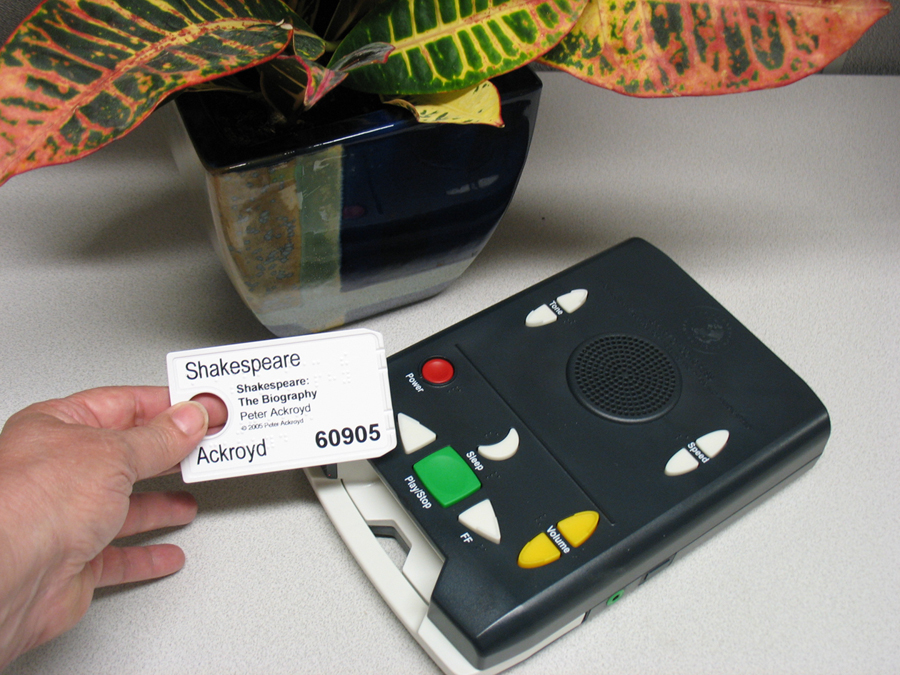 Shakespeare
Shakespeare:
The Biography
Peter Ackroyd
© 2005 Peter Ackroyd
Ackroyd
60905
Tone
Power
Sleep
Play/Stop
FF
Speed
Volume